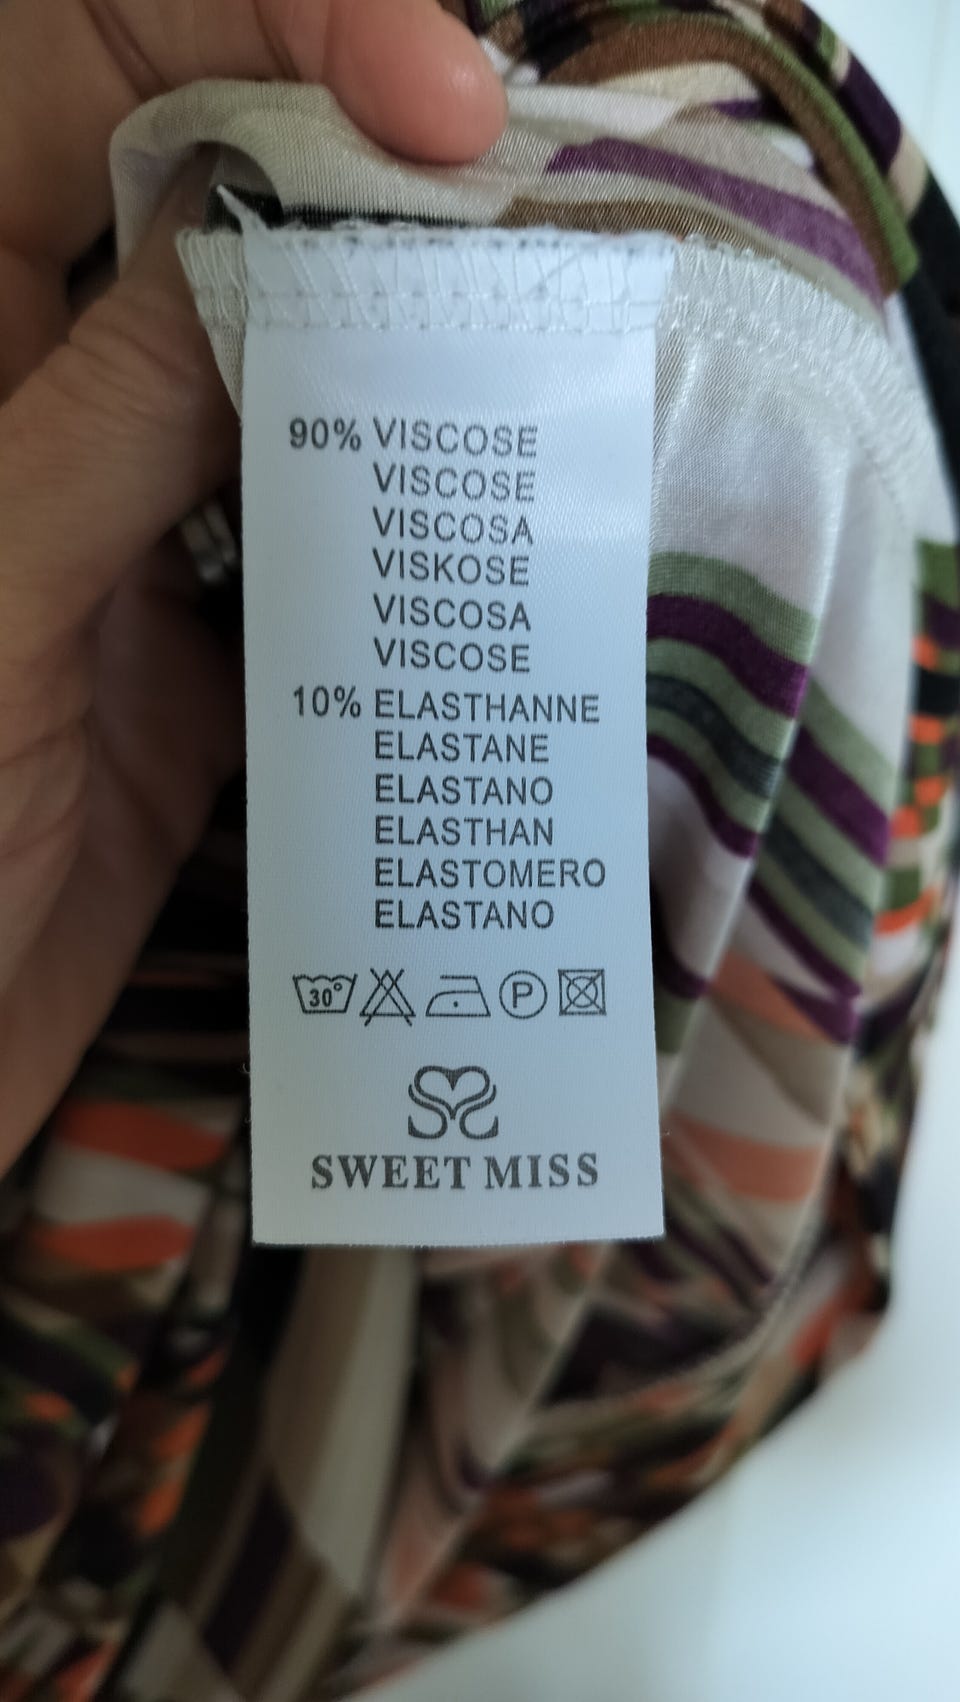 90% VISCOSE
VISCOSE
VISCOSA
VISKOSE
VISCOSA
VISCOSE
10% ELASTHANNE
ELASTANE
ELASTANO
ELASTHAN
ELASTOMERO
ELASTANO
30° P
SWEET MISS